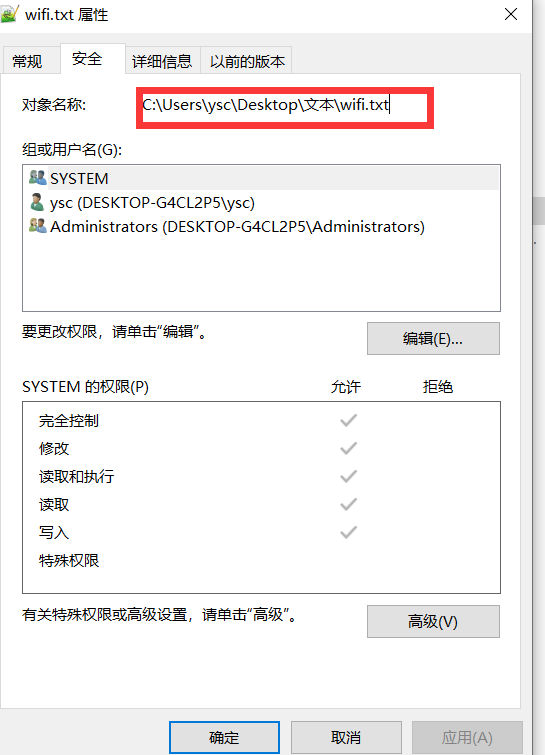 wifi.txt 属性
常规 安全 详细信息 以前的版本
对象名称: C:\Users\ysc\Desktop\文本\wifi.txt
组或用户名(G):
SYSTEM
ysc (DESKTOP-G4CL2P5\ysc)
Administrators (DESKTOP-G4CL2P5\Administrators)
要更改权限，请单击“编辑”。
编辑(E)...
SYSTEM 的权限(P) 允许 拒绝
完全控制
修改
读取和执行
读取
写入
特殊权限
有关特殊权限或高级设置，请单击“高级”。
高级(V)
确定 取消 应用(A)